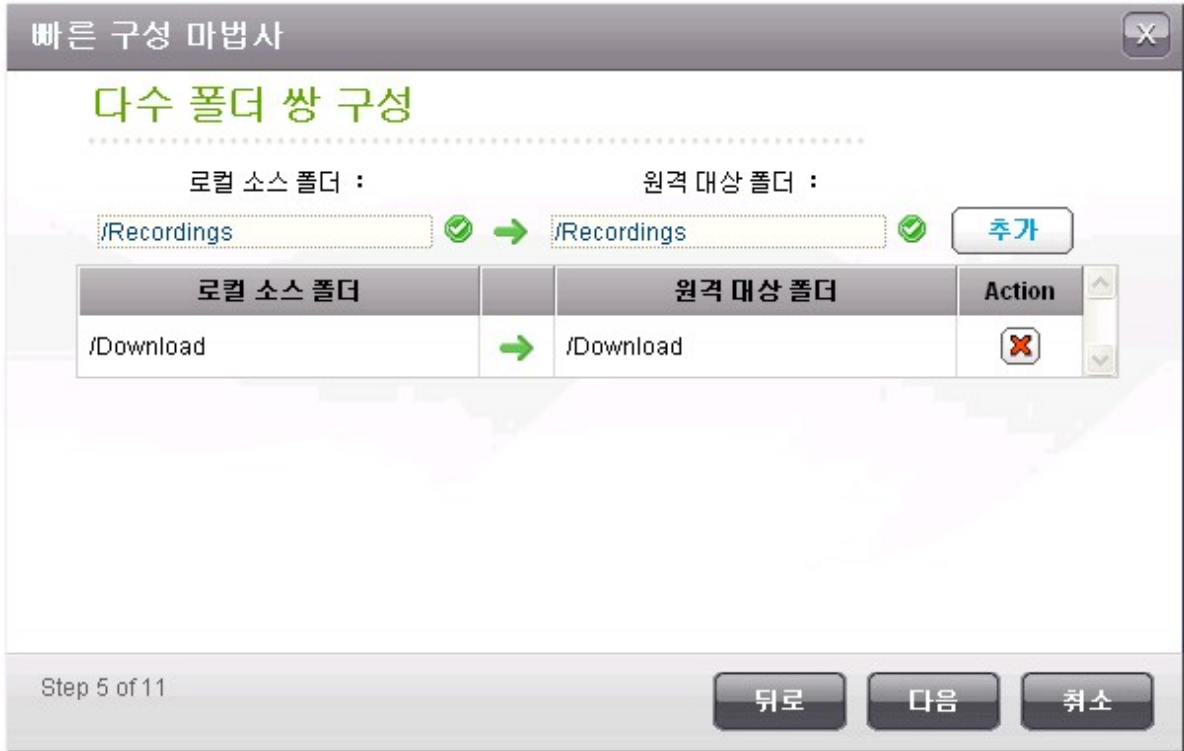 빠른 구성 마법사 X
다수 폴더 쌍 구성
로컬 소스 폴더 : 원격 대상 폴더 :
/Recordings /Recordings 추가
로컬 소스 폴더 원격 대상 폴더 Action
/Download /Download
Step 5 of 11 뒤로 다음 취소